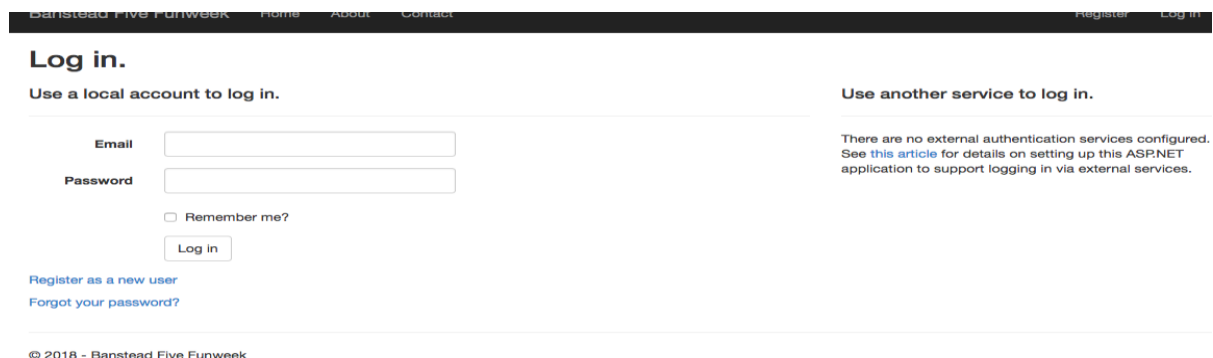 Banstead Five Funweek Home About Contact Register Log in
Log in.
Use a local account to log in.
Email
Password
Remember me?
Log in
Register as a new user
Forgot your password?
Use another service to log in.
There are no external authentication services configured.
See this article for details on setting up this ASP.NET
application to support logging in via external services.
© 2018 - Banstead Five Funweek